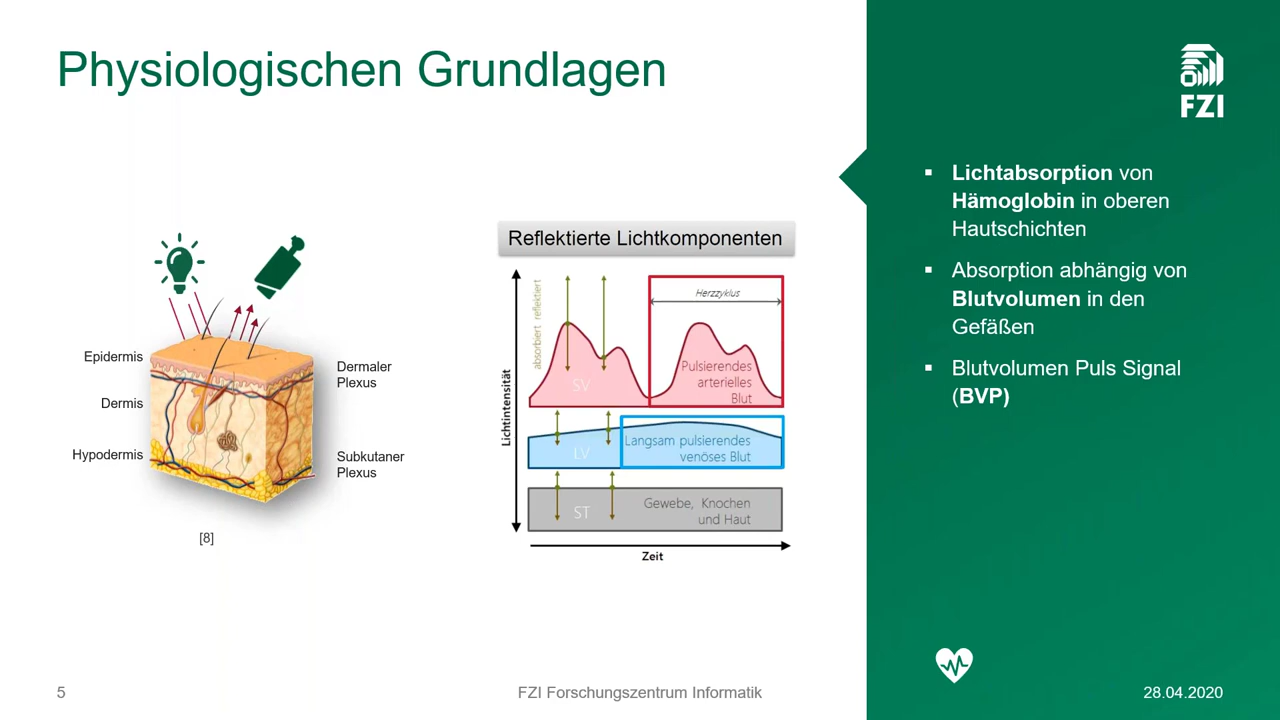 Physiologischen Grundlagen
FZI
▪ Lichtabsorption von
Hämoglobin in oberen
Hautschichten
▪ Absorption abhängig von
Blutvolumen in den
Gefäßen
▪ Blutvolumen Puls Signal
(BVP)
Epidermis
Dermis
Hypodermis
Dermaler
Plexus
Subkutaner
Plexus
[8]
Reflektierte Lichtkomponenten
Lichtintensität
absorbiert reflektiert
Herzzyklus
SV
Pulsierendes
arterielles
Blut
LV
Langsam pulsierendes
venöses Blut
ST
Gewebe, Knochen
und Haut
Zeit
5
FZI Forschungszentrum Informatik
28.04.2020